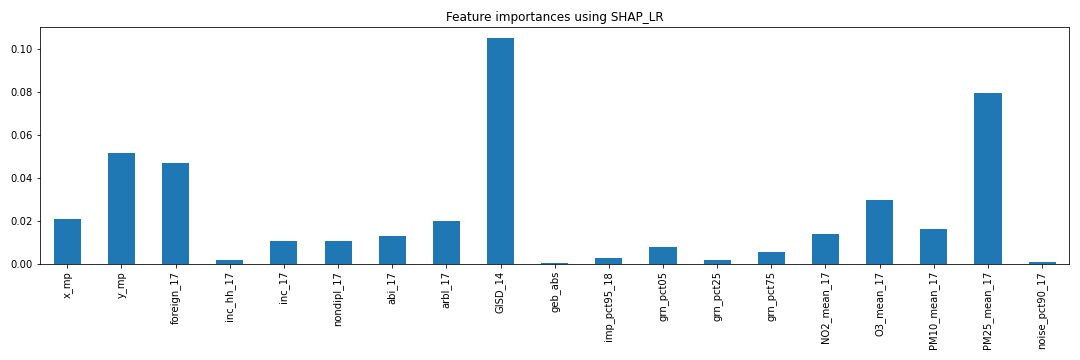 Feature importances using SHAP_LR
0.10
0.08
0.06
0.04
0.02
0.00
x_mp
y_mp
foreign_17
inc_hh_17
inc_17
nondipl_17
abi_17
arbl_17
GISD_14
geb_abs
imp_pct95_18
grn_pct05
grn_pct25
grn_pct75
NO2_mean_17
O3_mean_17
PM10_mean_17
PM25_mean_17
noise_pct90_17